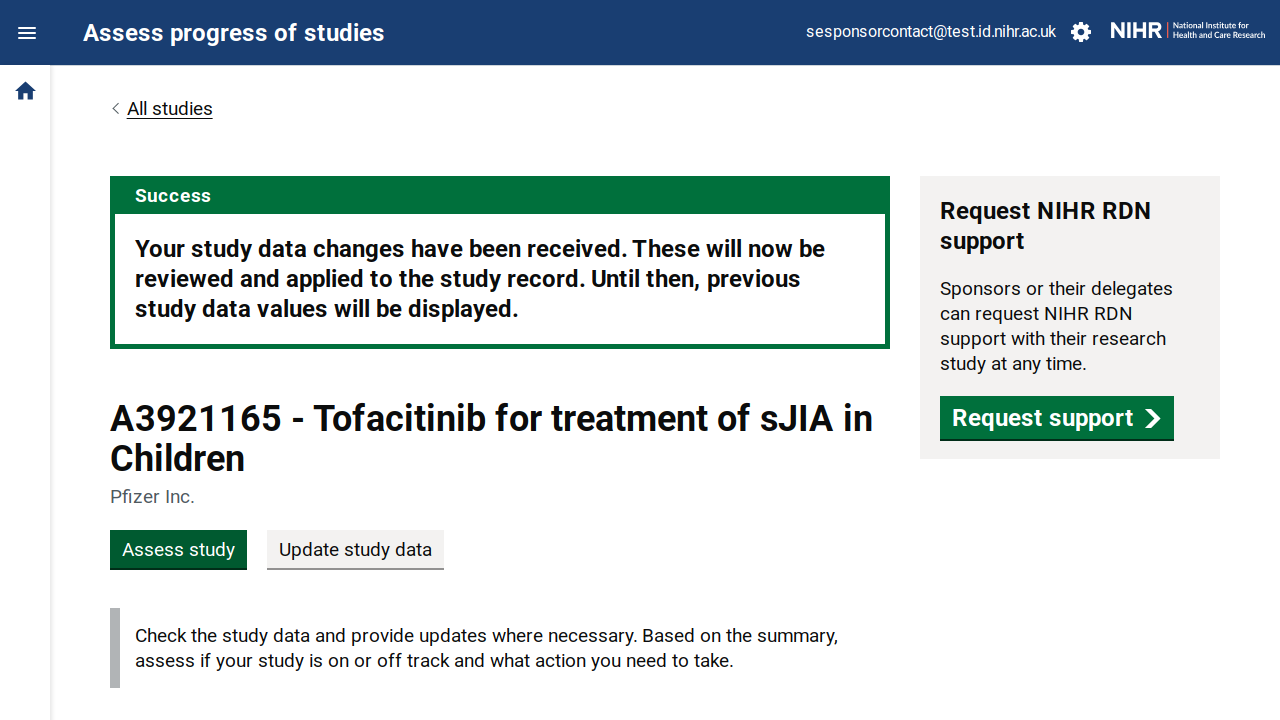 Assess progress of studies
sesponsorcontact@test.id.nihr.ac.uk
NIHR | National Institute for
Health and Care Research
All studies
Success
Your study data changes have been received. These will now be
reviewed and applied to the study record. Until then, previous
study data values will be displayed.
Request NIHR RDN
support
Sponsors or their delegates
can request NIHR RDN
support with their research
study at any time.
Request support
A3921165 - Tofacitinib for treatment of sJIA in
Children
Pfizer Inc.
Assess study
Update study data
Check the study data and provide updates where necessary. Based on the summary,
assess if your study is on or off track and what action you need to take.